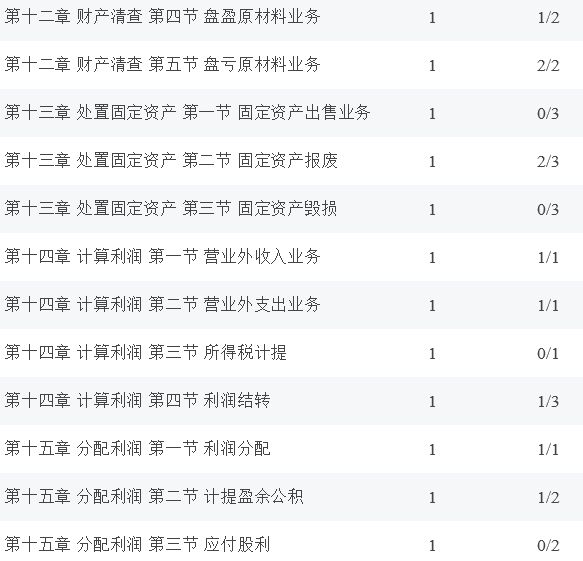 第十二章 财产清查 第四节 盘盈原材料业务 1 1/2
第十二章 财产清查 第五节 盘亏原材料业务 1 2/2
第十三章 处置固定资产 第一节 固定资产出售业务 1 0/3
第十三章 处置固定资产 第二节 固定资产报废 1 2/3
第十三章 处置固定资产 第三节 固定资产毁损 1 0/3
第十四章 计算利润 第一节 营业外收入业务 1 1/1
第十四章 计算利润 第二节 营业外支出业务 1 1/1
第十四章 计算利润 第三节 所得税计提 1 0/1
第十四章 计算利润 第四节 利润结转 1 1/3
第十五章 分配利润 第一节 利润分配 1 1/1
第十五章 分配利润 第二节 计提盈余公积 1 1/2
第十五章 分配利润 第三节 应付股利 1 0/2